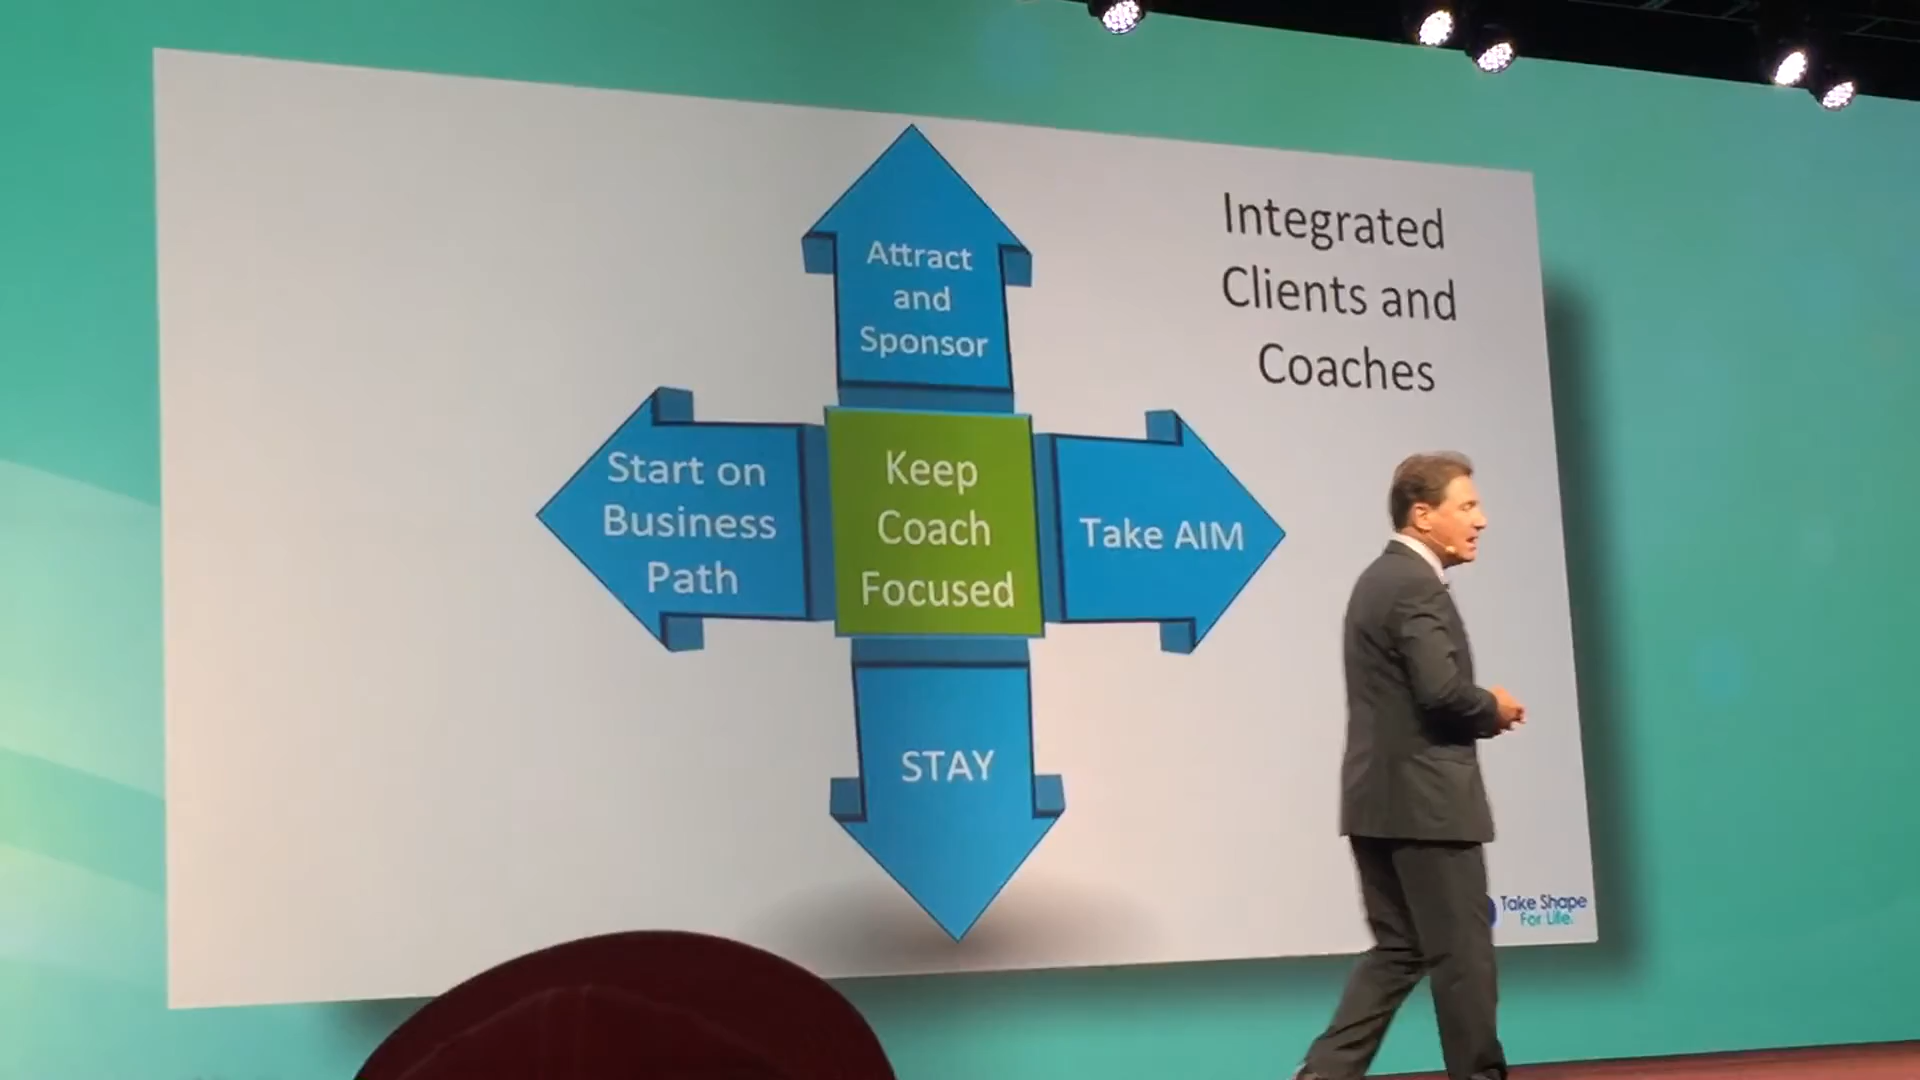 Integrated
Clients and
Coaches
Attract
and
Sponsor
Start on
Business
Path
Keep
Coach
Focused
Take AIM
STAY
Take Shape
For Life.